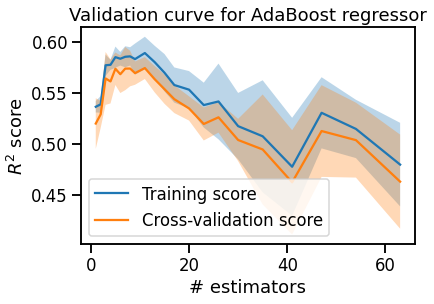 Validation curve for AdaBoost regressor
0.60
0.55
0.50
0.45
R² score
Training score
Cross-validation score
0
20
40
60
# estimators